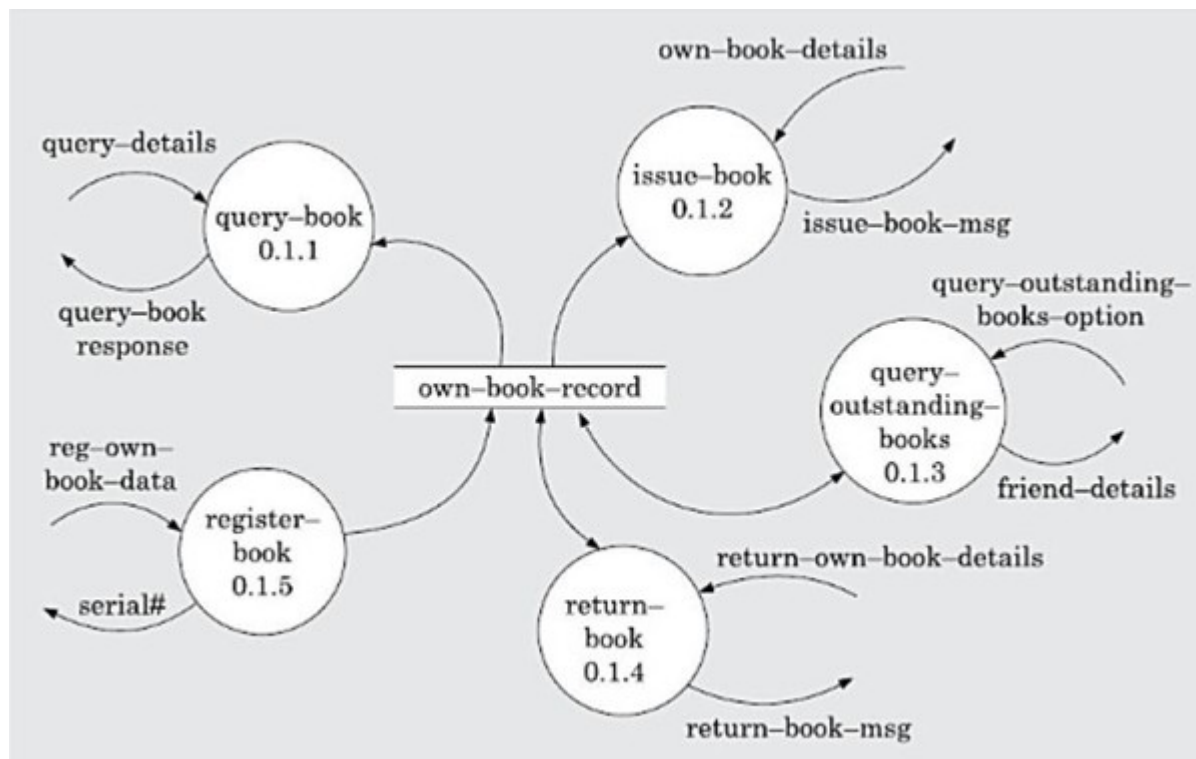 own–book–details
query–details
issue–book
0.1.2
query–book
0.1.1
issue–book–msg
query–outstanding–
books–option
query–book
response
query–
outstanding–
books
0.1.3
own–book–record
reg–own–
book–data
friend–details
register–
book
0.1.5
return–own–book–details
serial#
return–
book
0.1.4
return–book–msg